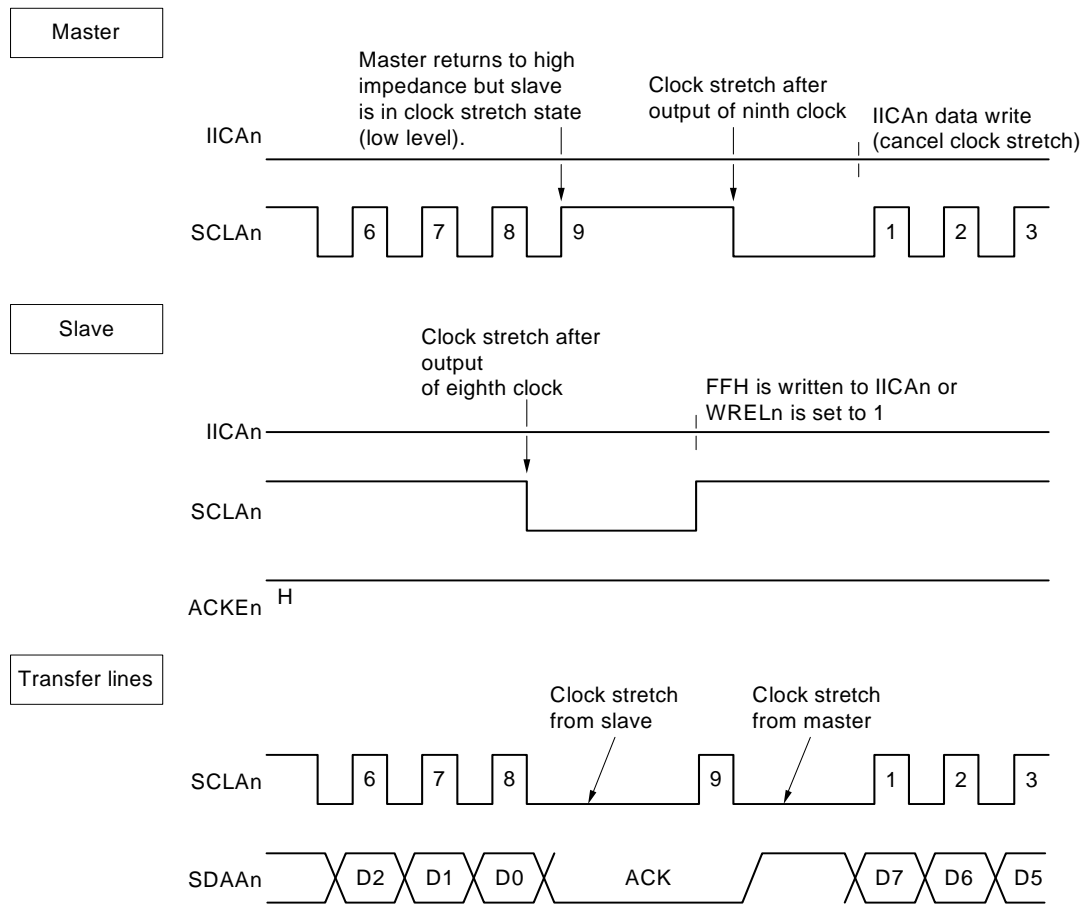 Master
Master returns to high
impedance but slave
is in clock stretch state
(low level).
Clock stretch after
output of ninth clock
IICAn data write
(cancel clock stretch)
IICAn
SCLAn
6 7 8 9 1 2 3
Slave
Clock stretch after
output
of eighth clock
FFH is written to IICAn or
WRELn is set to 1
IICAn
SCLAn
ACKEn H
Transfer lines
Clock stretch
from slave
Clock stretch
from master
SCLAn 6 7 8 9 1 2 3
SDAAn D2 D1 D0 ACK D7 D6 D5